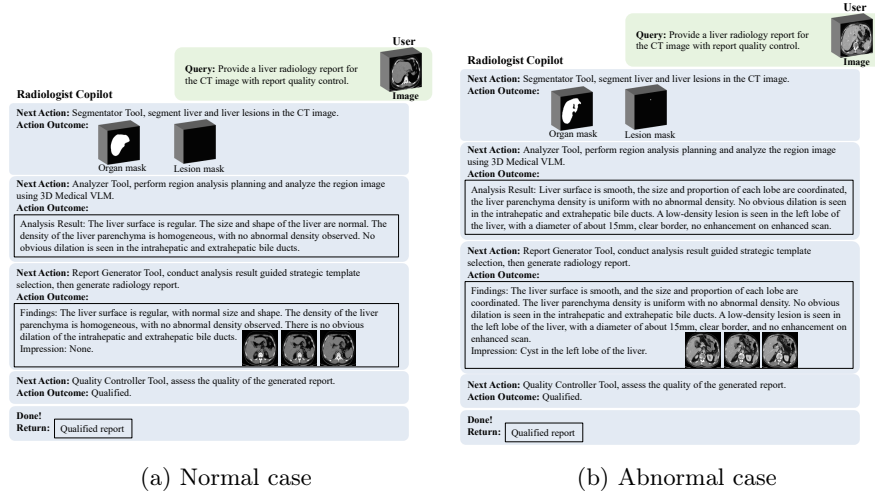 User
Query: Provide a liver radiology report for
the CT image with report quality control.
Image
Radiologist Copilot
Next Action: Segmentator Tool, segment liver and liver lesions in the CT image.
Action Outcome:
Organ mask
Lesion mask
Next Action: Analyzer Tool, perform region analysis planning and analyze the region image
using 3D Medical VLM.
Action Outcome:
Analysis Result: The liver surface is regular. The size and shape of the liver are normal. The
density of the liver parenchyma is homogeneous, with no abnormal density observed. No
obvious dilation is seen in the intrahepatic and extrahepatic bile ducts.
Next Action: Report Generator Tool, conduct analysis result guided strategic template
selection, then generate radiology report.
Action Outcome:
Findings: The liver surface is regular, with normal size and shape. The density of the liver
parenchyma is homogeneous, with no abnormal density observed. There is no obvious
dilation of the intrahepatic and extrahepatic bile ducts.
Impression: None.
Next Action: Quality Controller Tool, assess the quality of the generated report.
Action Outcome: Qualified.
Done!
Return: Qualified report
(a) Normal case
User
Query: Provide a liver radiology report for
the CT image with report quality control.
Image
Radiologist Copilot
Next Action: Segmentator Tool, segment liver and liver lesions in the CT image.
Action Outcome:
Organ mask
Lesion mask
Next Action: Analyzer Tool, perform region analysis planning and analyze the region image
using 3D Medical VLM.
Action Outcome:
Analysis Result: Liver surface is smooth, the size and proportion of each lobe are coordinated,
the liver parenchyma density is uniform with no abnormal density. No obvious dilation is seen
in the intrahepatic and extrahepatic bile ducts. A low-density lesion is seen in the left lobe of
the liver, with a diameter of about 15mm, clear border, no enhancement on enhanced scan.
Next Action: Report Generator Tool, conduct analysis result guided strategic template
selection, then generate radiology report.
Action Outcome:
Findings: The liver surface is smooth, and the size and proportion of each lobe are
coordinated. The liver parenchyma density is uniform with no abnormal density. No obvious
dilation is seen in the intrahepatic and extrahepatic bile ducts. A low-density lesion is seen in
the left lobe of the liver, with a diameter of about 15mm, clear border, and no enhancement on
enhanced scan.
Impression: Cyst in the left lobe of the liver.
Next Action: Quality Controller Tool, assess the quality of the generated report.
Action Outcome: Qualified.
Done!
Return: Qualified report
(b) Abnormal case